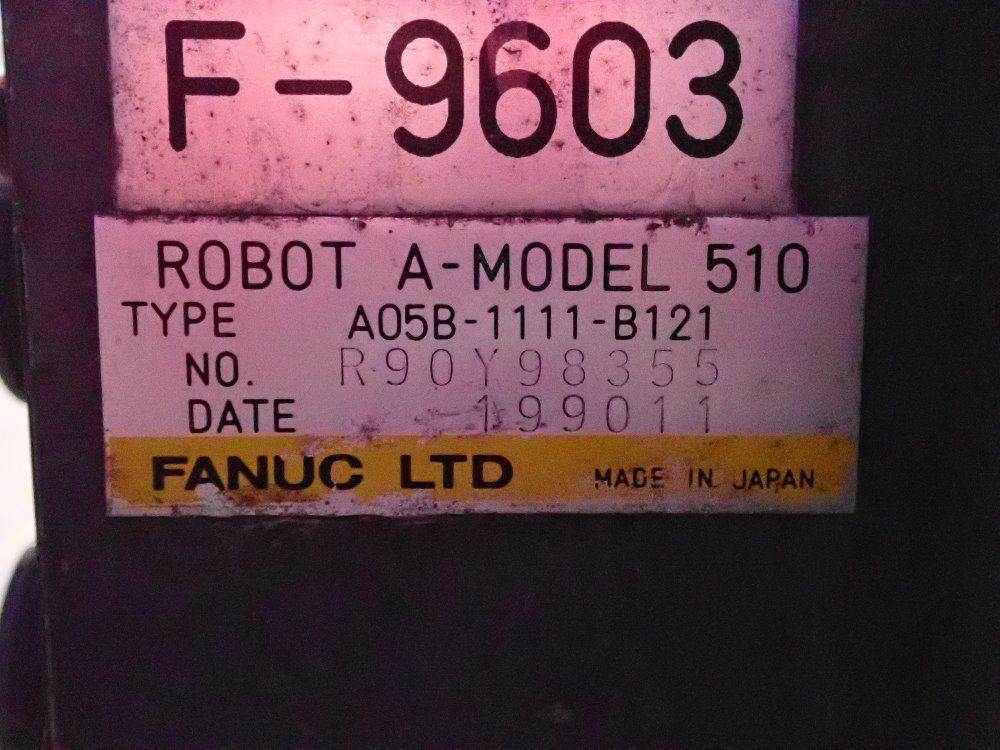 F-9603
ROBOT A-MODEL 510
TYPE A05B-1111-B121
NO. R90Y98355
DATE 199011
FANUC LTD MADE IN JAPAN